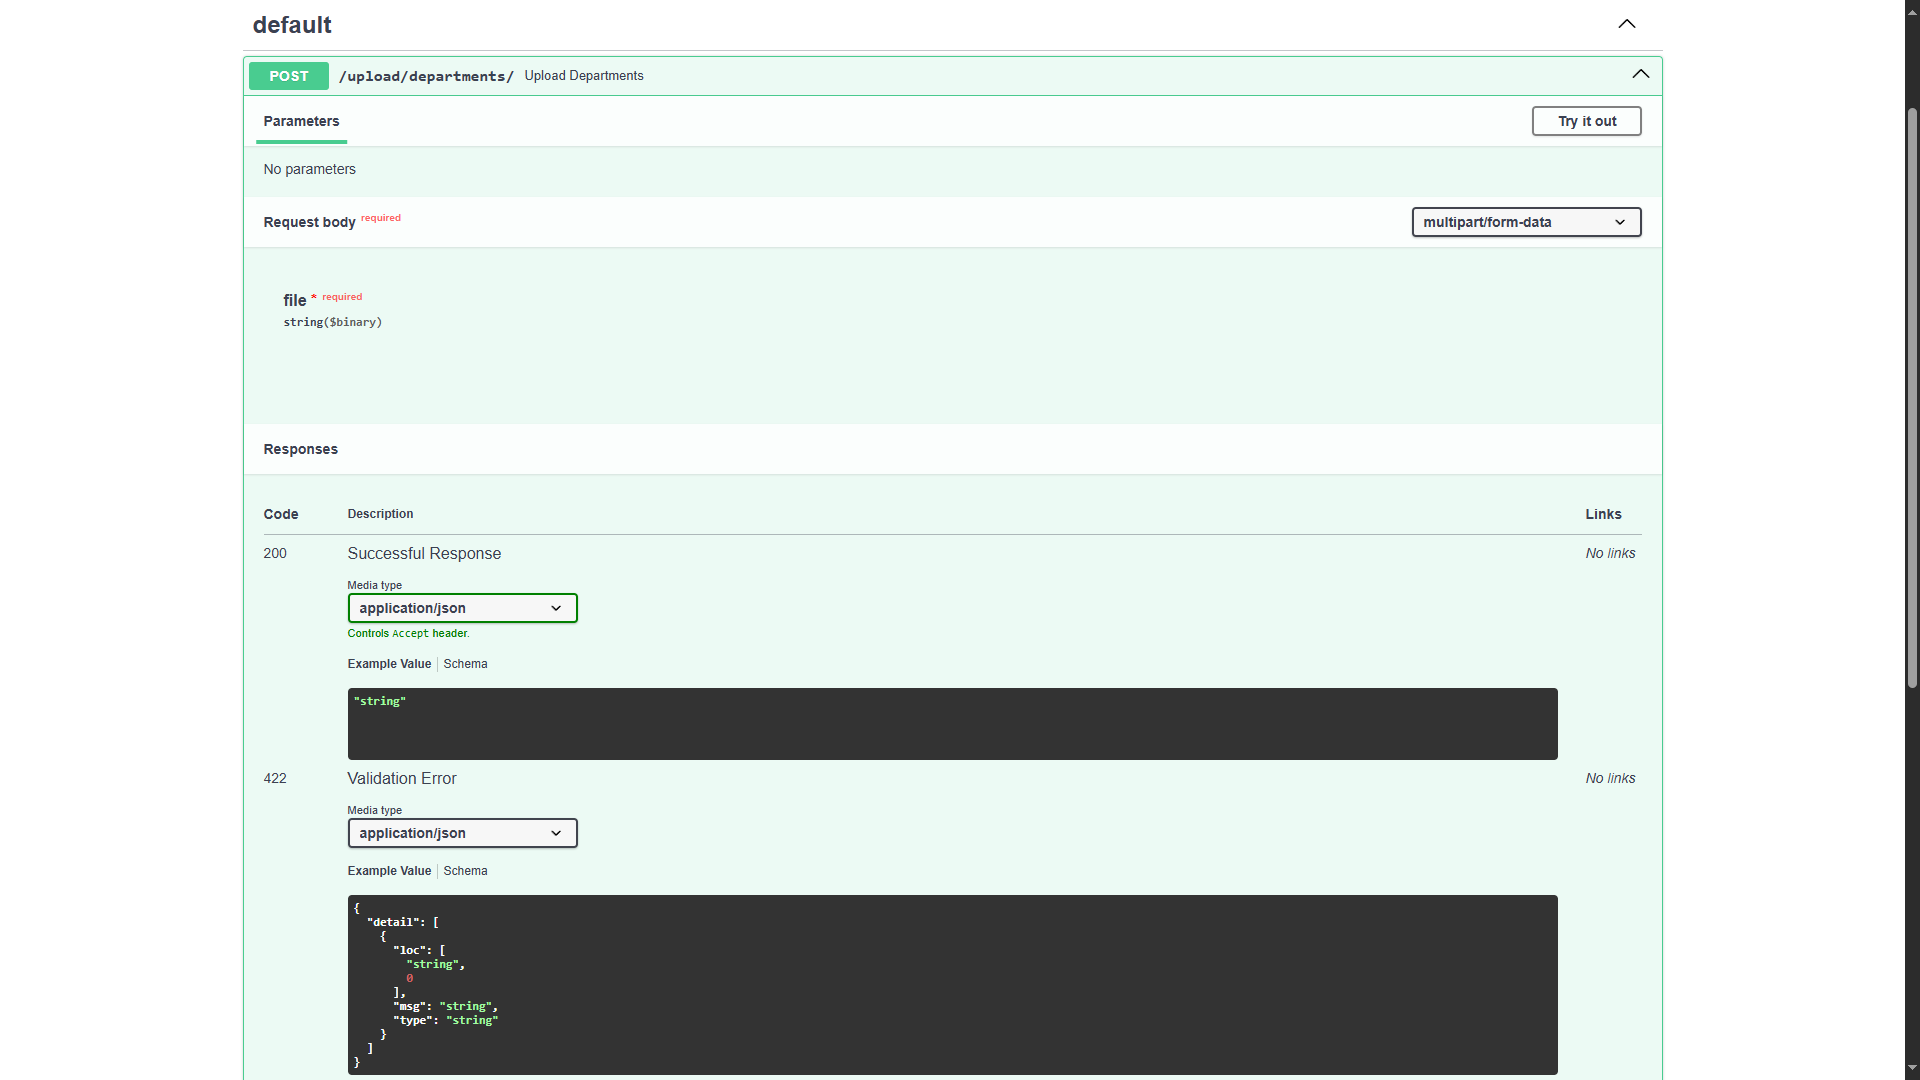 default
POST /upload/departments/ Upload Departments
Parameters Try it out
No parameters
Request body required multipart/form-data
file * required
string($binary)
Responses
Code Description Links
200 Successful Response No links
Media type
application/json
Controls Accept header.
Example Value Schema
"string"
422 Validation Error No links
Media type
application/json
Example Value Schema
{
  "detail": [
    {
      "loc": [
        "string",
        0
      ],
      "msg": "string",
      "type": "string"
    }
  ]
}